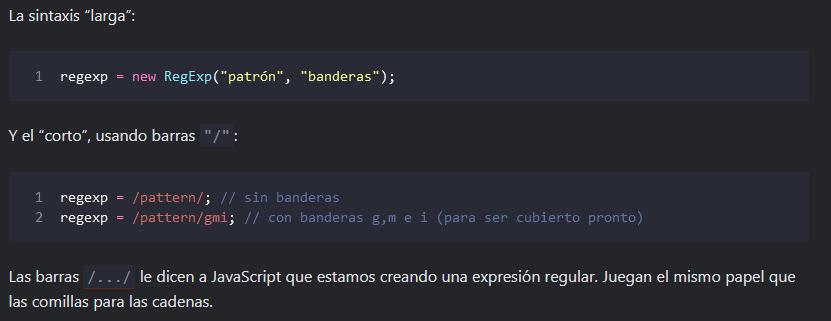 La sintaxis “larga”:
1 regexp = new RegExp("patrón", "banderas");
Y el “corto”, usando barras "/":
1 regexp = /pattern/; // sin banderas
2 regexp = /pattern/gmi; // con banderas g,m e i (para ser cubierto pronto)
Las barras /.../ le dicen a JavaScript que estamos creando una expresión regular. Juegan el mismo papel que
las comillas para las cadenas.